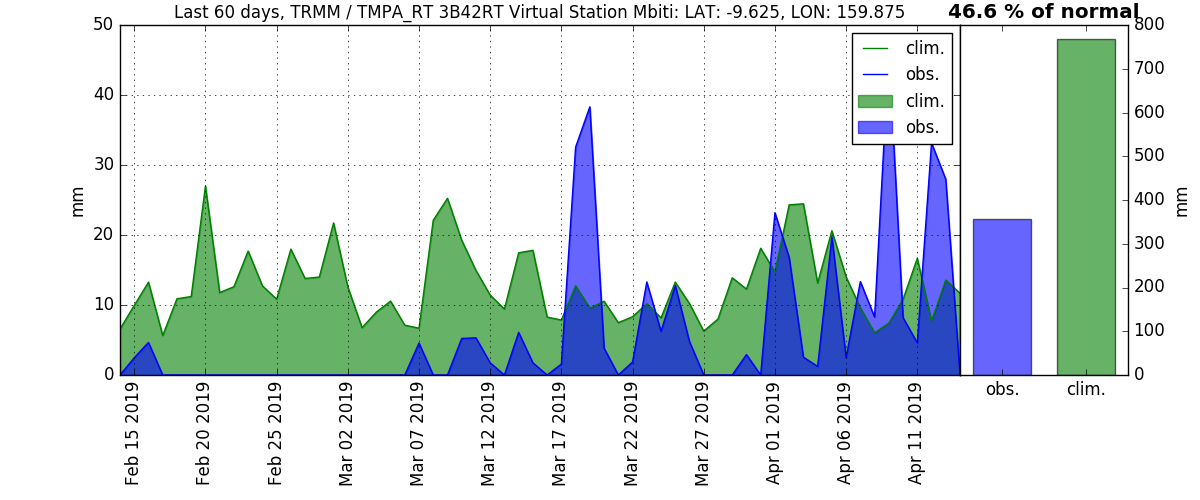 Last 60 days, TRMM / TMPA_RT 3B42RT Virtual Station Mbiti: LAT: -9.625, LON: 159.875
46.6 % of normal
50
40
30
20
10
0
mm
clim.
obs.
clim.
obs.
800
700
600
500
400
300
200
100
0
mm
Feb 15 2019
Feb 20 2019
Feb 25 2019
Mar 02 2019
Mar 07 2019
Mar 12 2019
Mar 17 2019
Mar 22 2019
Mar 27 2019
Apr 01 2019
Apr 06 2019
Apr 11 2019
obs.
clim.